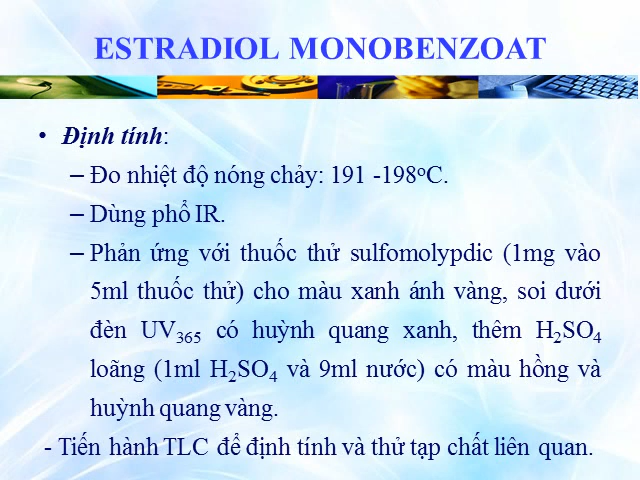 ESTRADIOL MONOBENZOAT
• Định tính:
– Đo nhiệt độ nóng chảy: 191 -198ºC.
– Dùng phổ IR.
– Phản ứng với thuốc thử sulfomolypdic (1mg vào
5ml thuốc thử) cho màu xanh ánh vàng, soi dưới
đèn UV₃₆₅ có huỳnh quang xanh, thêm H₂SO₄
loãng (1ml H₂SO₄ và 9ml nước) có màu hồng và
huỳnh quang vàng.
- Tiến hành TLC để định tính và thử tạp chất liên quan.